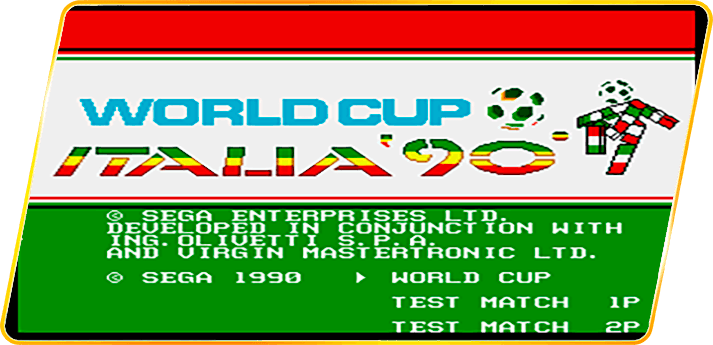 WORLD CUP
ITALIA '90
© SEGA ENTERPRISES LTD.
DEVELOPED IN CONJUNCTION WITH
ING.OLIVETTI S.P.A.
AND VIRGIN MASTERTRONIC LTD.
© SEGA 1990 ▶ WORLD CUP
TEST MATCH 1P
TEST MATCH 2P